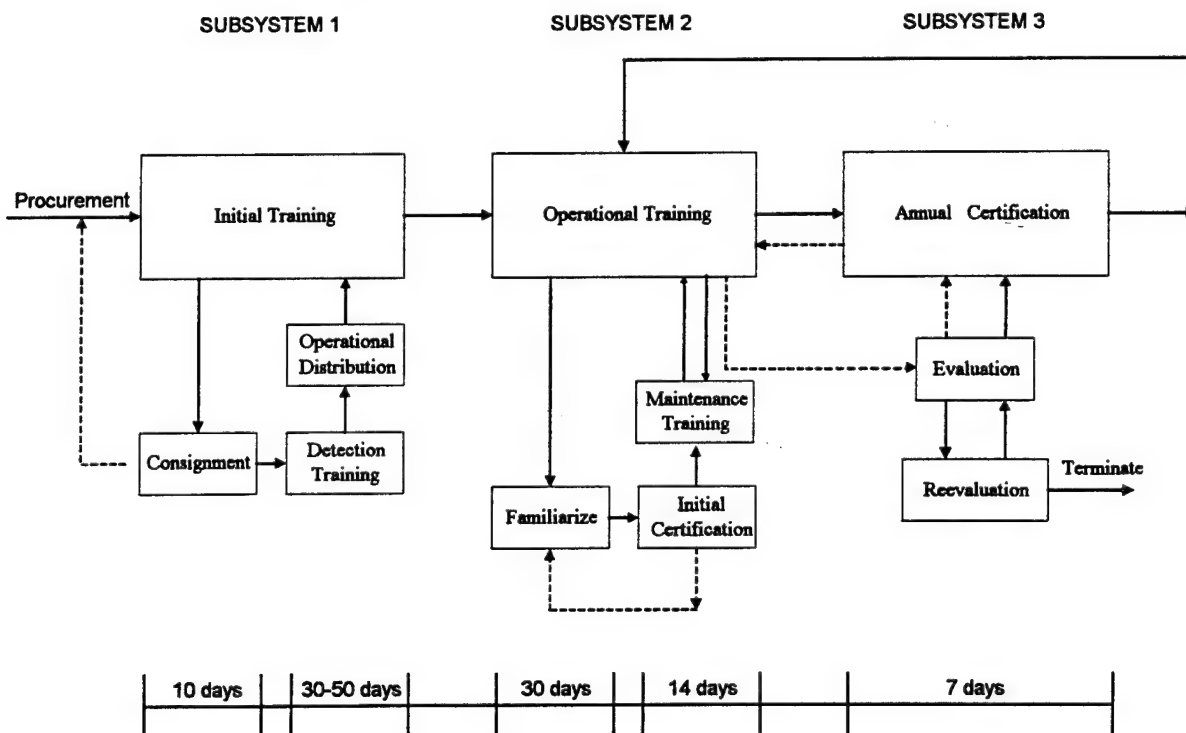 SUBSYSTEM 1
SUBSYSTEM 2
SUBSYSTEM 3
Procurement
Initial Training
Operational Training
Annual Certification
Operational
Distribution
Evaluation
Maintenance
Training
Consignment
Detection
Training
Terminate
Reevaluation
Familiarize
Initial
Certification
10 days
30-50 days
30 days
14 days
7 days